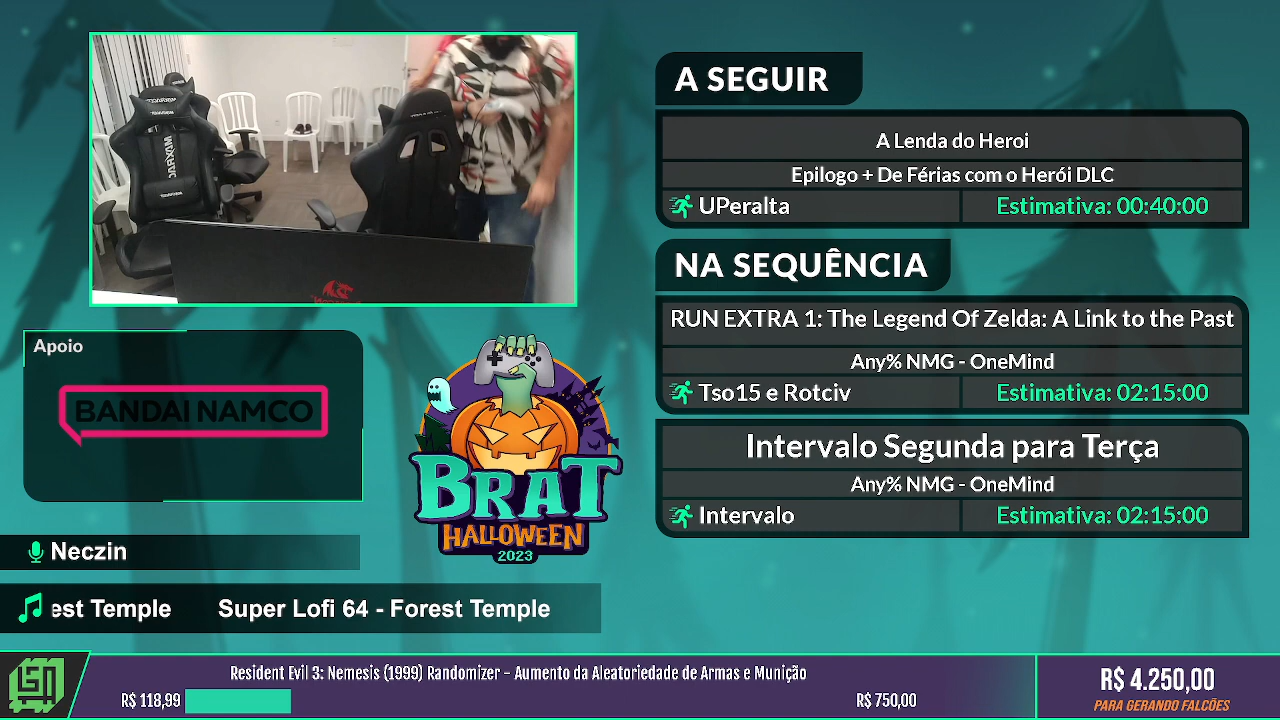 A SEGUIR
A Lenda do Heroi
Epilogo + De Férias com o Herói DLC
UPeralta
Estimativa: 00:40:00
NA SEQUÊNCIA
RUN EXTRA 1: The Legend Of Zelda: A Link to the Past
Any% NMG - OneMind
Tso15 e Rotciv
Estimativa: 02:15:00
Intervalo Segunda para Terça
Any% NMG - OneMind
Intervalo
Estimativa: 02:15:00
Apoio
BANDAI NAMCO
BRAT
HALLOWEEN
2023
Neczin
est Temple Super Lofi 64 - Forest Temple
Resident Evil 3: Nemesis (1999) Randomizer – Aumento da Aleatoriedade de Armas e Munição
R$ 118,99
R$ 750,00
R$ 4.250,00
PARA GERANDO FALCÕES